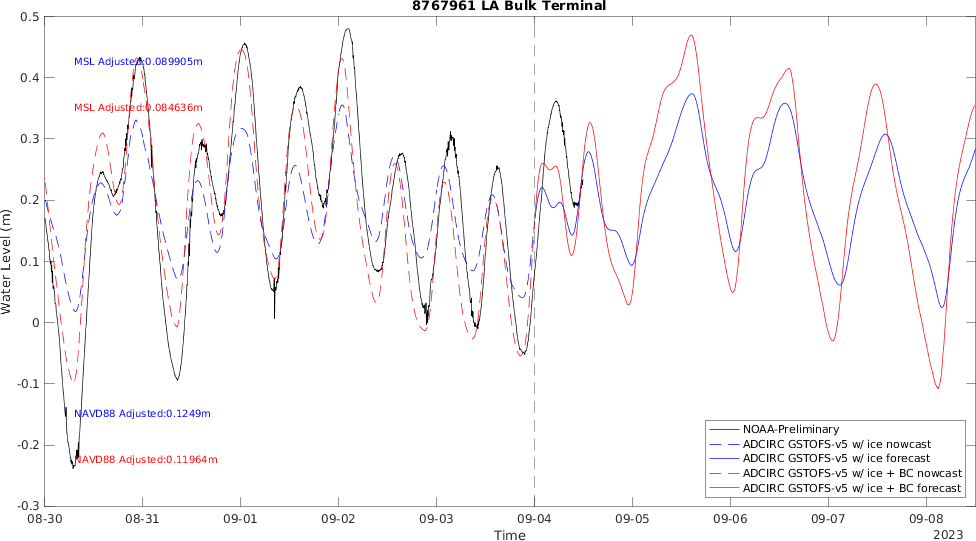 8767961 LA Bulk Terminal
Water Level (m)
0.5
0.4
0.3
0.2
0.1
0
-0.1
-0.2
-0.3
MSL Adjusted:0.089905m
MSL Adjusted:0.084636m
NAVD88 Adjusted:0.1249m
NAVD88 Adjusted:0.11964m
NOAA-Preliminary
ADCIRC GSTOFS-v5 w/ ice nowcast
ADCIRC GSTOFS-v5 w/ ice forecast
ADCIRC GSTOFS-v5 w/ice + BC nowcast
ADCIRC GSTOFS-v5 w/ice + BC forecast
08-30 08-31 09-01 09-02 09-03 09-04 09-05 09-06 09-07 09-08
Time
2023